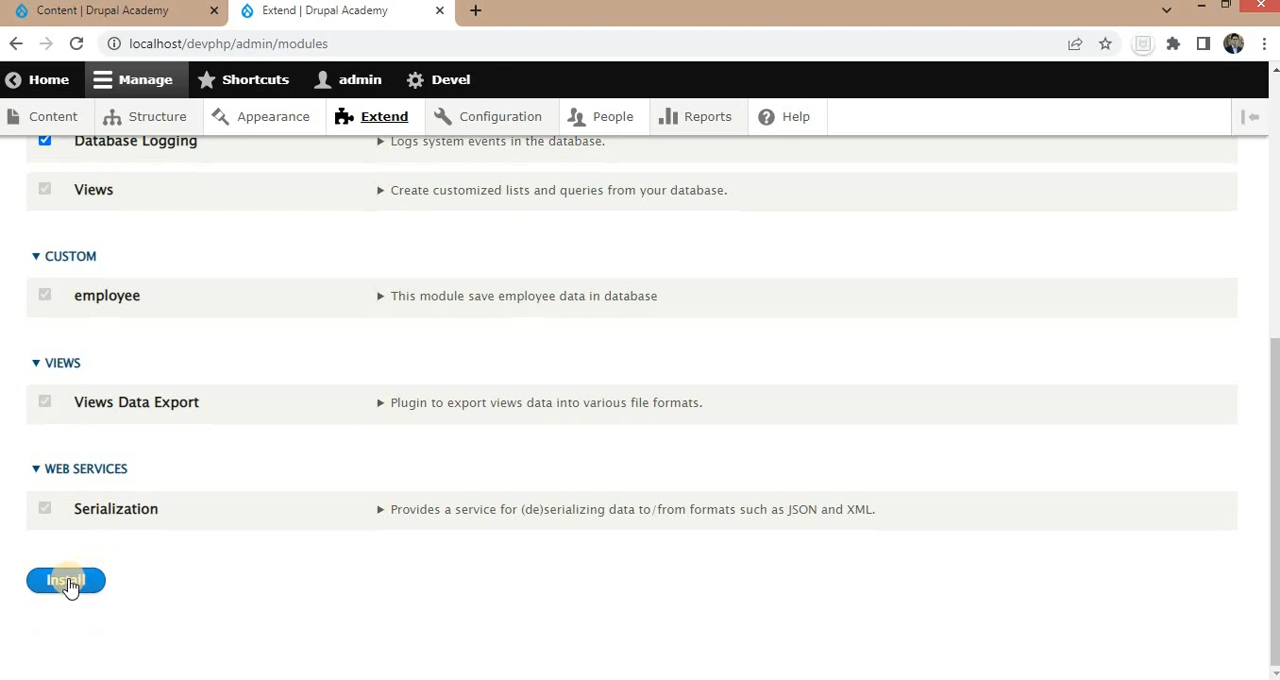 Content | Drupal Academy
Extend | Drupal Academy
localhost/devphp/admin/modules
Home
Manage
Shortcuts
admin
Devel
Content
Structure
Appearance
Extend
Configuration
People
Reports
Help
Database Logging
Logs system events in the database.
Views
Create customized lists and queries from your database.
CUSTOM
employee
This module save employee data in database
VIEWS
Views Data Export
Plugin to export views data into various file formats.
WEB SERVICES
Serialization
Provides a service for (de)serializing data to/from formats such as JSON and XML.
Install